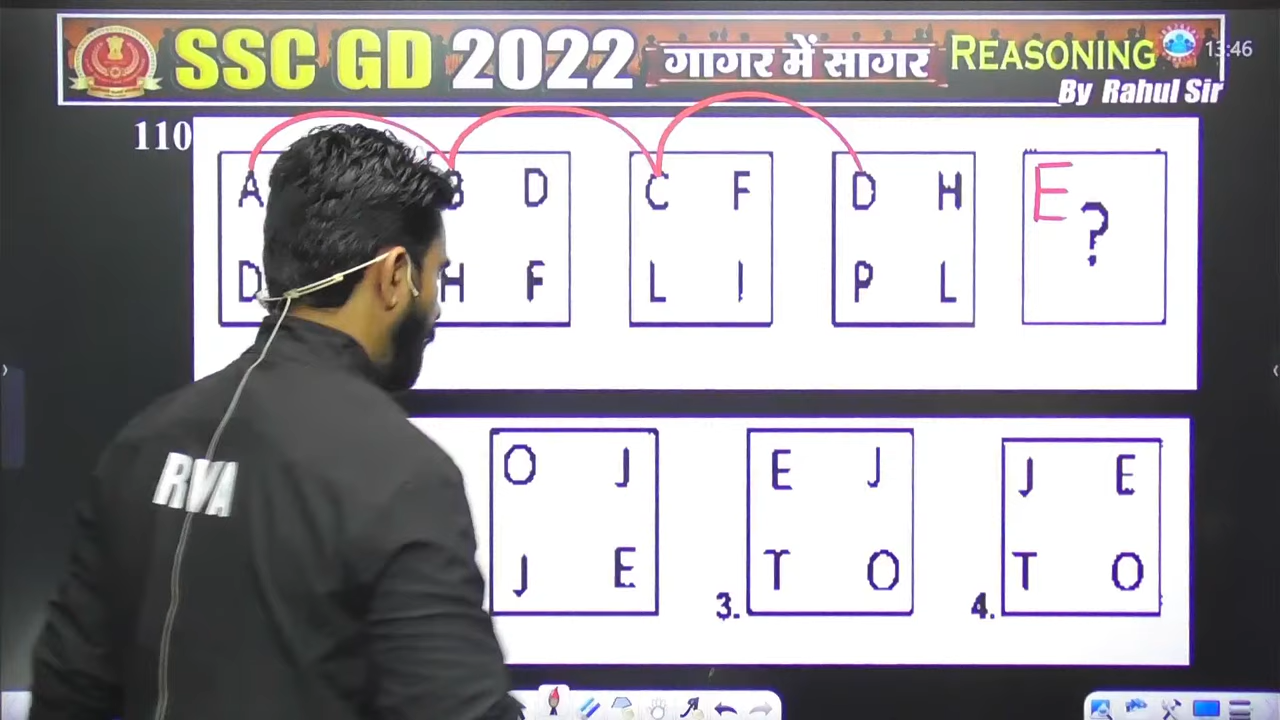 SSC GD 2022 गागर में सागर REASONING 13:46
By Rahul Sir
110
A B D C F D H E ?
D H F L I P L
O J E J J E
J E T O T O
3. 4.
RVA